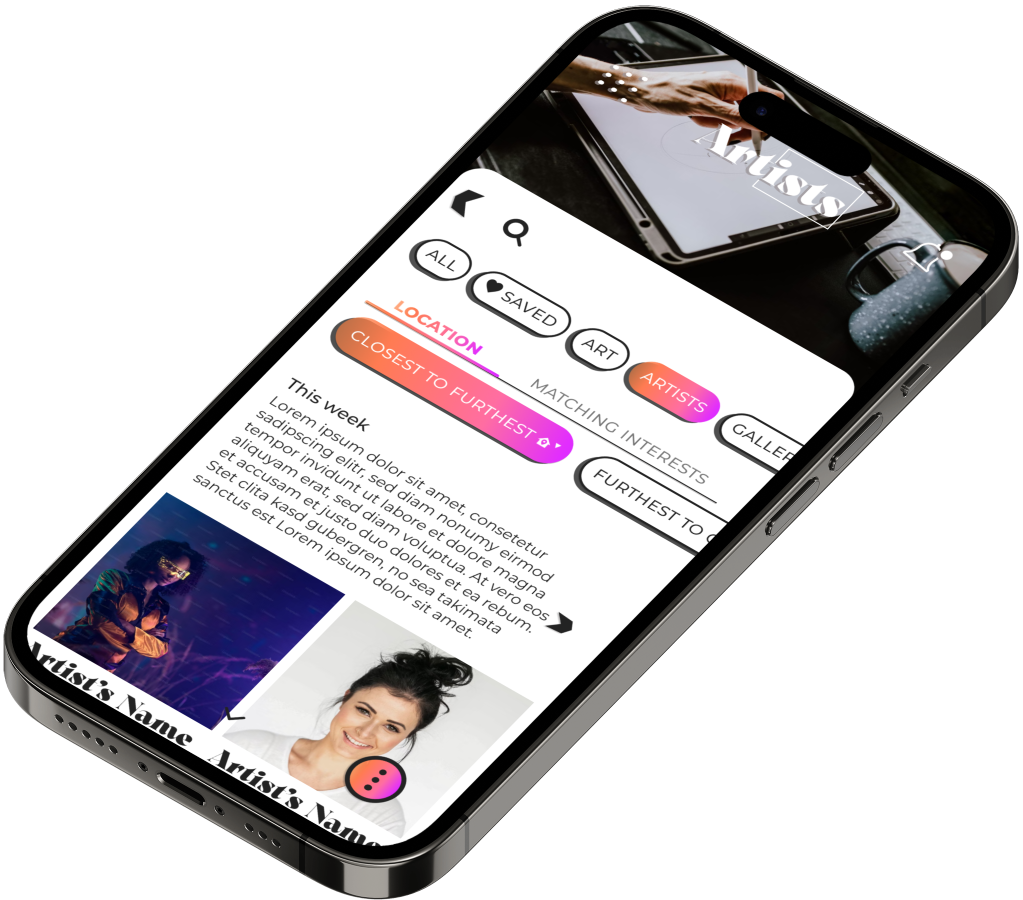 Artists
ALL
SAVED
ART
ARTISTS
GALLER
LOCATION
MATCHING INTERESTS
CLOSEST TO FURTHEST
FURTHEST TO
This week
Lorem ipsum dolor sit amet, consetetur
sadipscing elitr, sed diam nonumy eirmod
tempor invidunt ut labore et dolore magna
aliquyam erat, sed diam voluptua. At vero eos
et accusam et justo duo dolores et ea rebum.
Stet clita kasd gubergren, no sea takimata
sanctus est Lorem ipsum dolor sit amet.
Artist's Name
Artist's Name